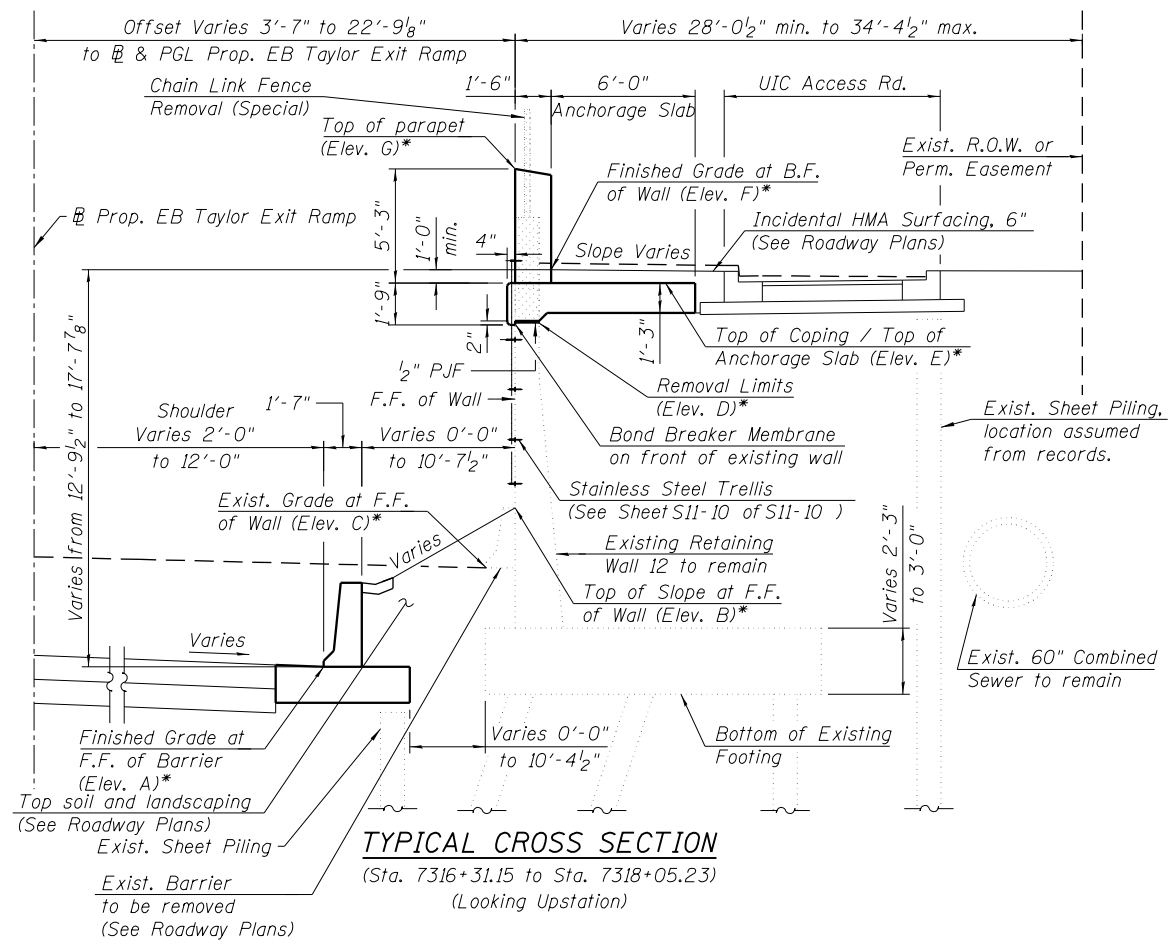 Offset Varies 3'-7" to 22'-9⅛"
to ℄ & PGL Prop. EB Taylor Exit Ramp
Varies 28'-0½" min. to 34'-4½" max.
Chain Link Fence
Removal (Special)
1'-6"
6'-0"
Anchorage Slab
UIC Access Rd.
Top of parapet
(Elev. G)*
Exist. R.O.W. or
Perm. Easement
Finished Grade at B.F.
of Wall (Elev. F)*
Prop. EB Taylor Exit Ramp
5'-3"
1'-0"
min.
4"
Incidental HMA Surfacing, 6"
(See Roadway Plans)
Slope Varies
1'-9"
2"
1'-3"
Top of Coping / Top of
Anchorage Slab (Elev. E)*
½" PJF
F.F. of Wall
Removal Limits
(Elev. D)*
Varies from 12'-9½" to 17'-7⅞"
Shoulder
Varies 2'-0"
to 12'-0"
1'-7"
Varies 0'-0"
to 10'-7½"
Bond Breaker Membrane
on front of existing wall
Exist. Sheet Piling,
location assumed
from records.
Exist. Grade at F.F.
of Wall (Elev. C)*
Stainless Steel Trellis
(See Sheet S11-10 of S11-10 )
Varies
Existing Retaining
Wall 12 to remain
Varies 2'-3"
to 3'-0"
Top of Slope at F.F.
of Wall (Elev. B)*
Varies
Exist. 60" Combined
Sewer to remain
Finished Grade at
F.F. of Barrier
(Elev. A)*
Varies 0'-0"
to 10'-4½"
Bottom of Existing
Footing
Top soil and landscaping
(See Roadway Plans)
Exist. Sheet Piling
Exist. Barrier
to be removed
(See Roadway Plans)
TYPICAL CROSS SECTION
(Sta. 7316+31.15 to Sta. 7318+05.23)
(Looking Upstation)